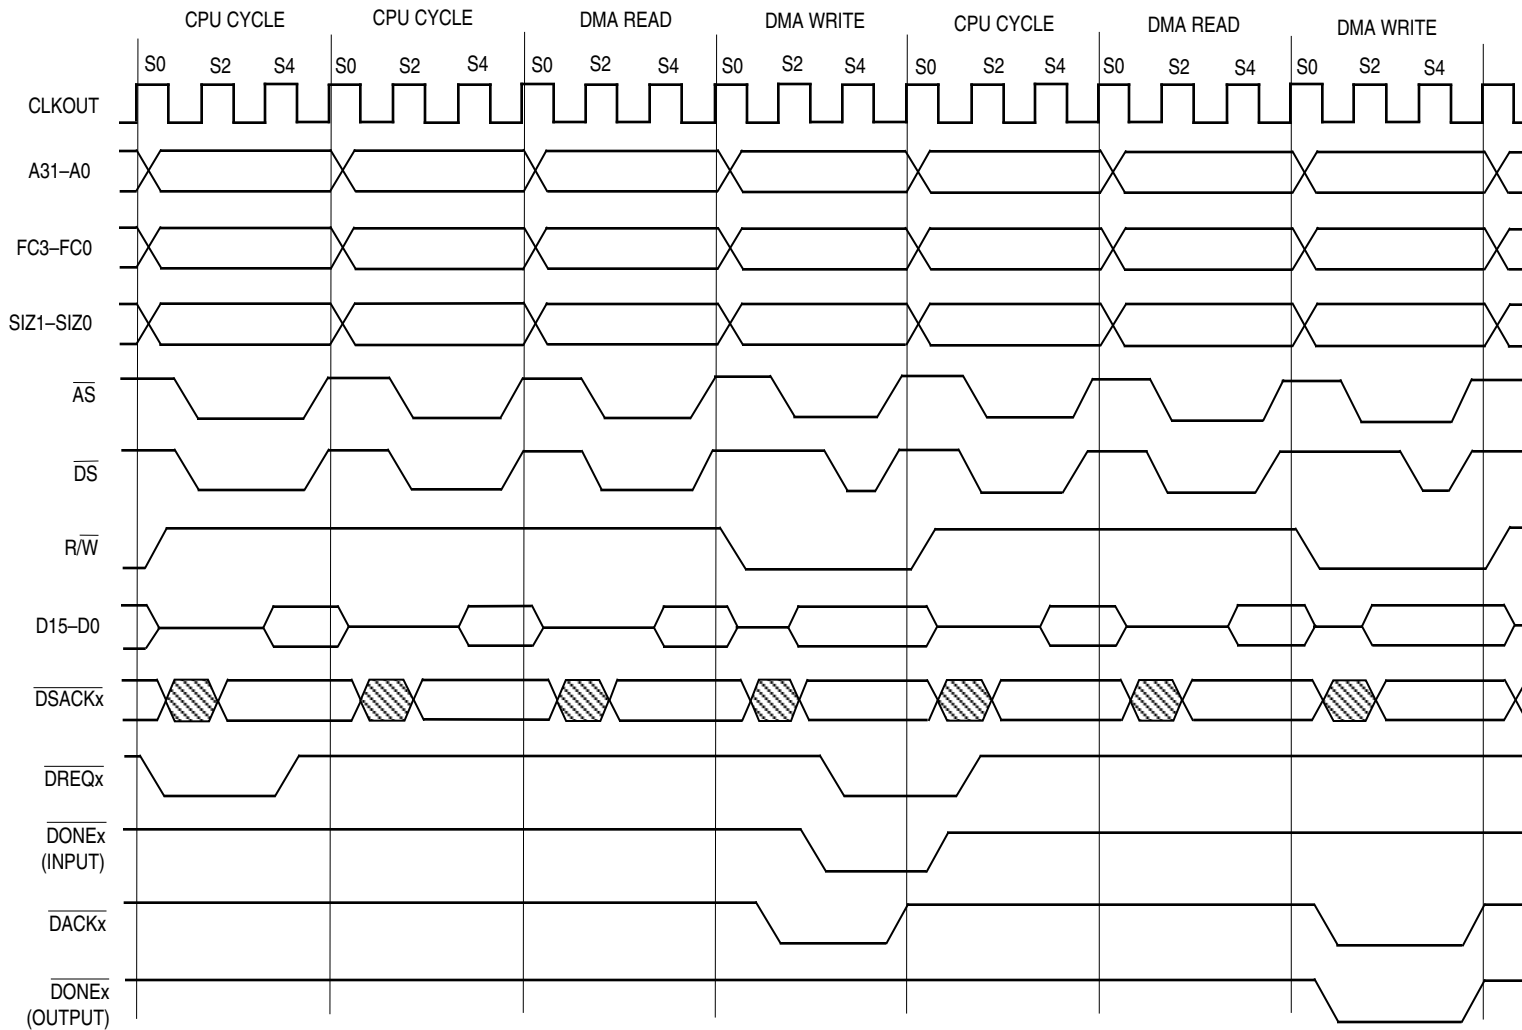 CPU CYCLE CPU CYCLE DMA READ DMA WRITE CPU CYCLE DMA READ DMA WRITE
S0 S2 S4 S0 S2 S4 S0 S2 S4 S0 S2 S4 S0 S2 S4 S0 S2 S4 S0 S2 S4
CLKOUT
A31–A0
FC3–FC0
SIZ1–SIZ0
AS
DS
R/W
D15–D0
DSACKx
DREQx
DONEx
(INPUT)
DACKx
DONEx
(OUTPUT)